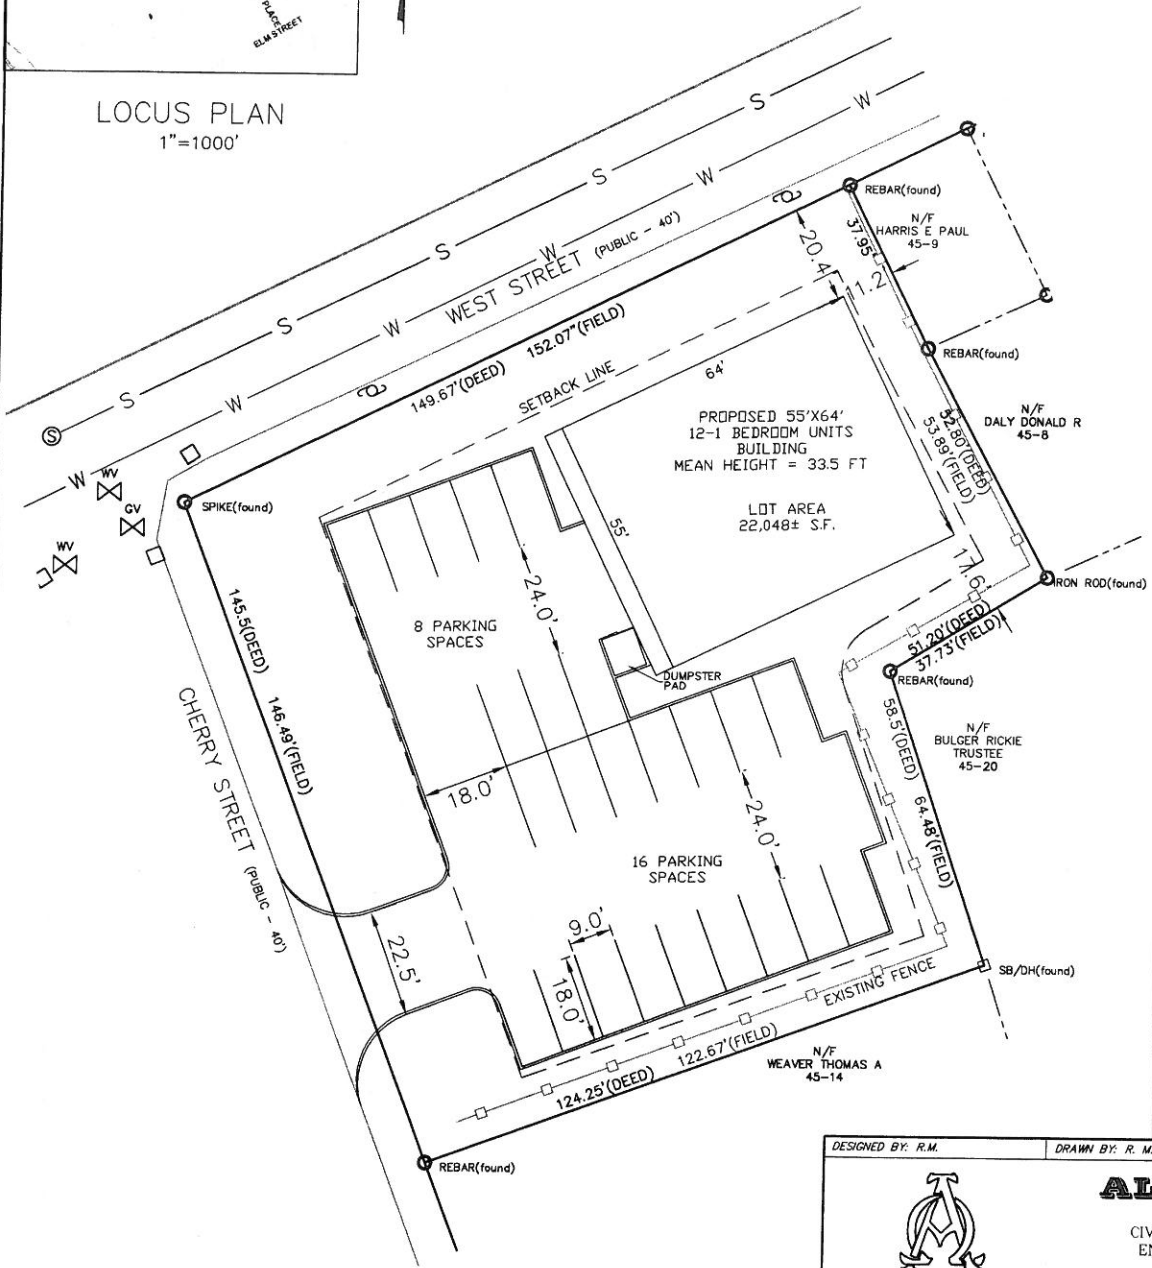 PLACE
ELM STREET
LOCUS PLAN
1"=1000'
S
S
S
S
S
S
W
W
W
W
W
W
WEST STREET (PUBLIC - 40')
149.67'(DEED) 152.07"(FIELD)
SETBACK LINE
REBAR(found)
N/F
HARRIS E PAUL
45-9
37.95'
20.4'
11.2'
REBAR(found)
N/F
DALY DONALD R
45-8
52.80'(DEED)
53.89'(FIELD)
64'
55'
PROPOSED 55'X64'
12-1 BEDROOM UNITS
BUILDING
MEAN HEIGHT = 33.5 FT
LOT AREA
22,048± S.F.
WV
GV
WV
SPIKE(found)
17.6'
IRON ROD(found)
51.20'(DEED)
37.73'(FIELD)
REBAR(found)
145.5(DEED) 146.49'(FIELD)
8 PARKING
SPACES
24.0'
DUMPSTER
PAD
CHERRY STREET (PUBLIC - 40')
18.0'
N/F
BULGER RICKIE
TRUSTEE
45-20
58.5'(DEED) 64.48'(FIELD)
24.0'
16 PARKING
SPACES
22.5'
9.0'
18.0'
SB/DH(found)
EXISTING FENCE
N/F
WEAVER THOMAS A
45-14
124.25'(DEED) 122.67'(FIELD)
REBAR(found)
DESIGNED BY: R.M.
DRAWN BY: R. M.
AL
CIV
EN